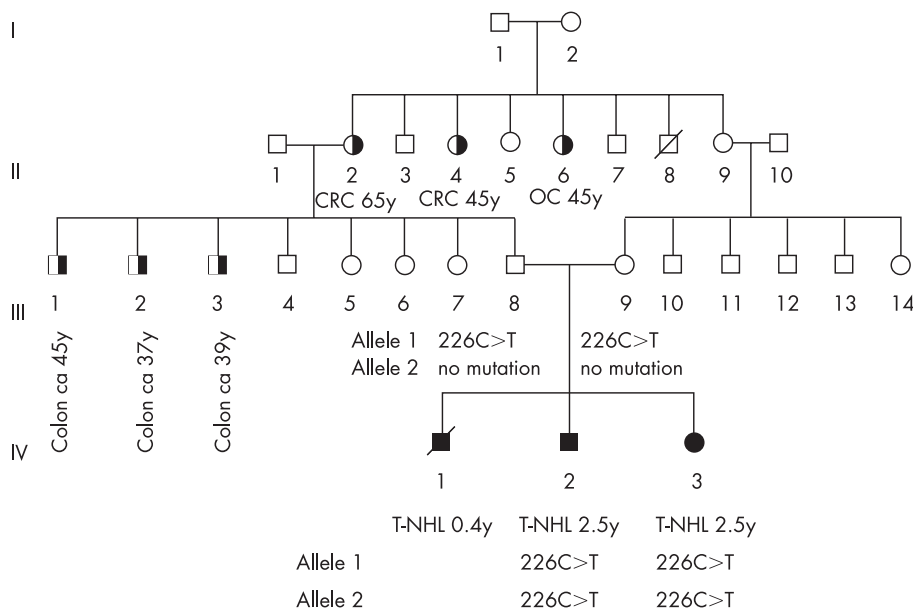 I
1 2
II
1 2 3 4 5 6 7 8 9 10
CRC 65y CRC 45y OC 45y
III
1 2 3 4 5 6 7 8 9 10 11 12 13 14
Colon ca 45y
Colon ca 37y
Colon ca 39y
Allele 1 226C>T 226C>T
Allele 2 no mutation no mutation
IV
1 2 3
T-NHL 0.4y T-NHL 2.5y T-NHL 2.5y
Allele 1 226C>T 226C>T
Allele 2 226C>T 226C>T